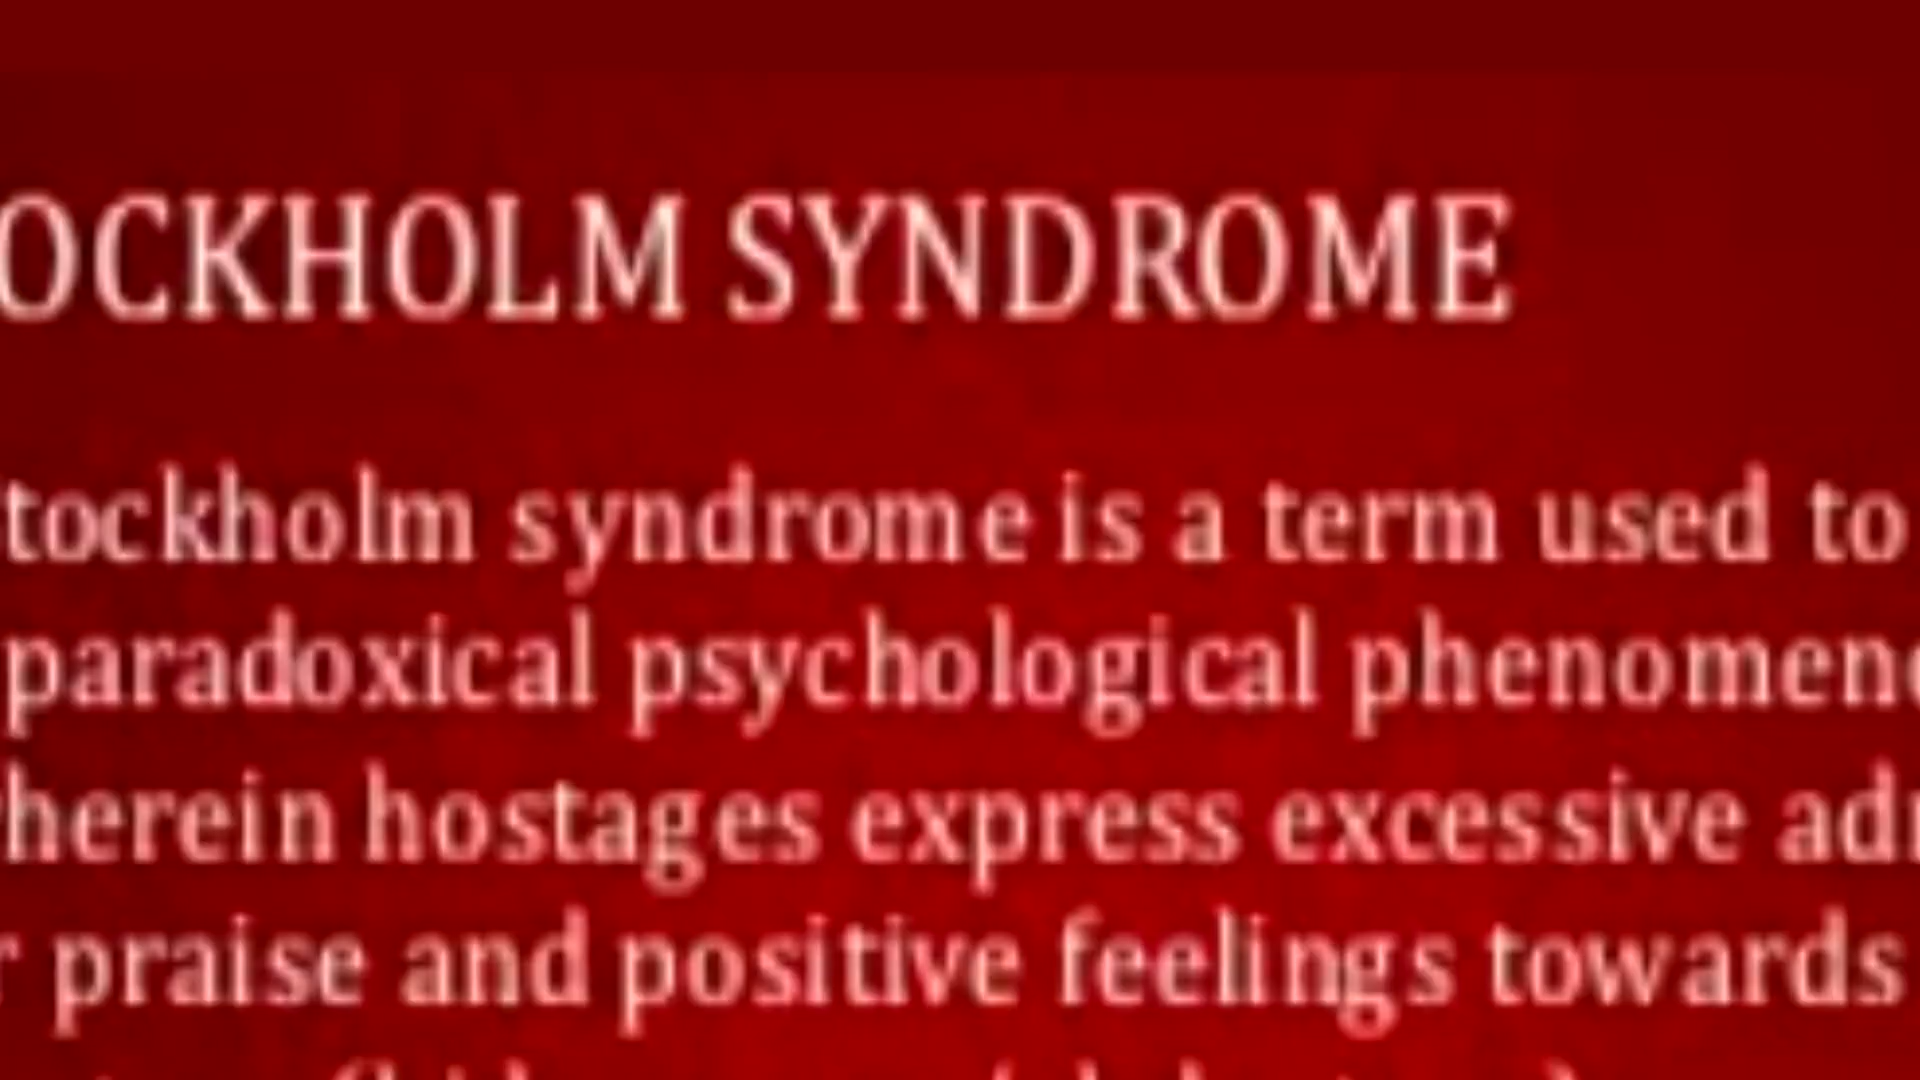 OCKHOLM SYNDROME
tockholm syndrome is a term used to
paradoxical psychological phenomeno
herein hostages express excessive ad
r praise and positive feelings towards